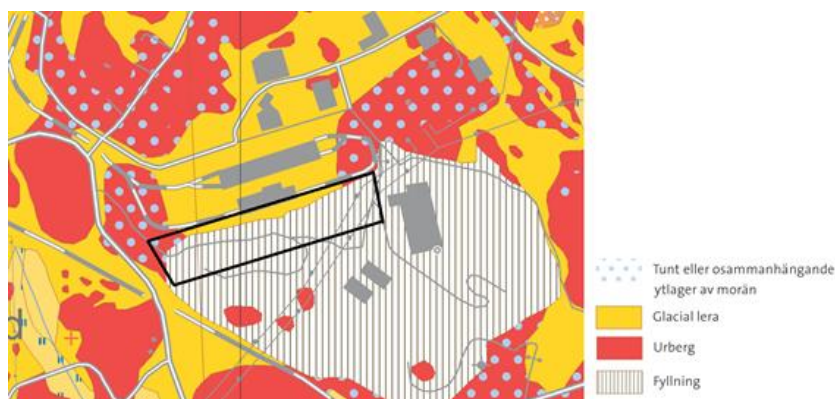 d
Tunt eller osammanhängande
ytlager av morän
Glacial lera
Urberg
Fyllning